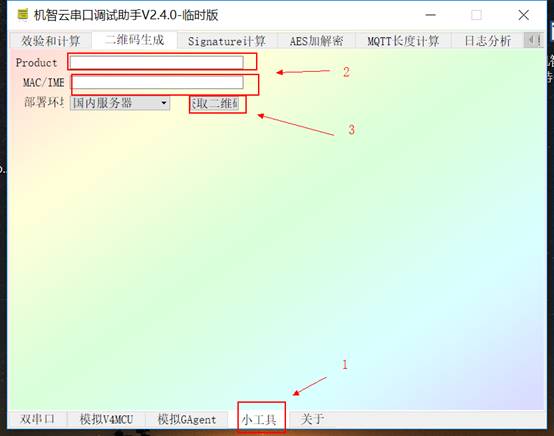 机智云串口调试助手V2.4.0-临时版
效验和计算 二维码生成 Signature计算 AES加解密 MQTT长度计算 日志分析
Product
2
MAC/IME
部署环境 国内服务器 获取二维码
3
1
双串口 模拟V4MCU 模拟GAgent 小工具 关于